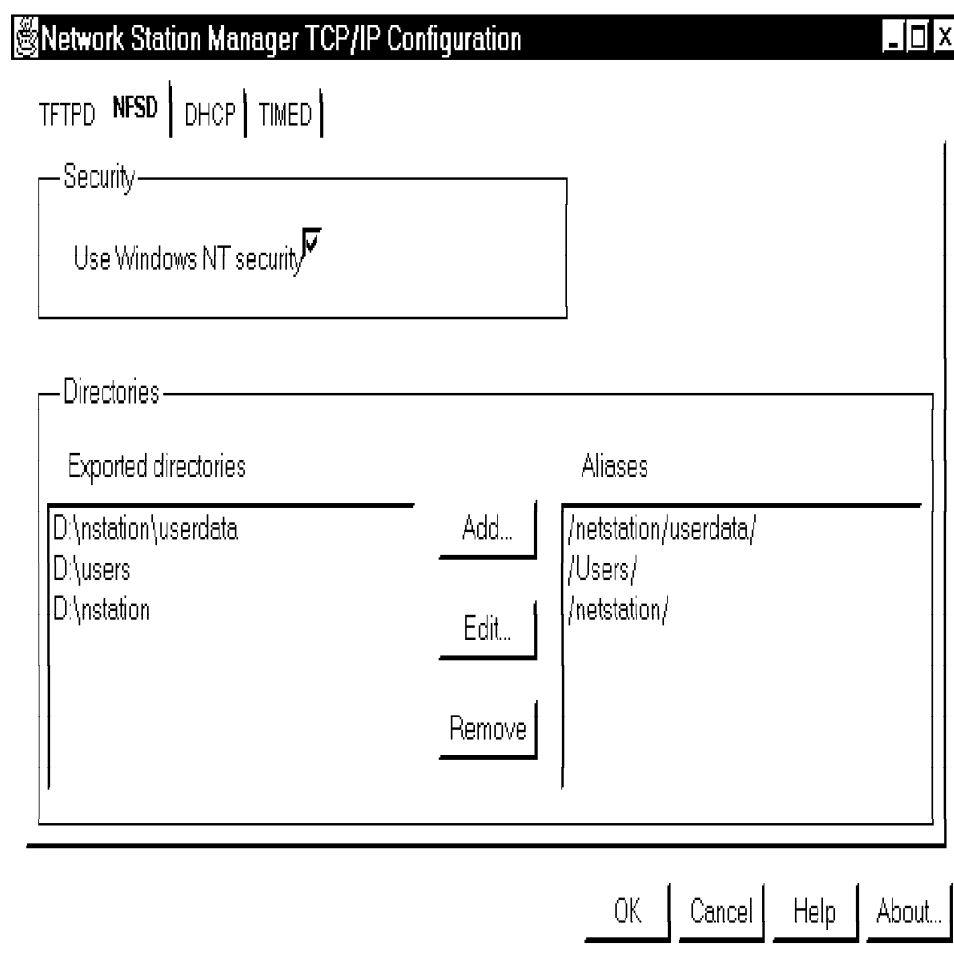 Network Station Manager TCP/IP Configuration
TFTPD NFSD DHCP TIMED
Security
Use Windows NT security
Directories
Exported directories Aliases
D:\nstation\userdata Add... /netstation/userdata/
D:\users /Users/
D:\nstation Edit... /netstation/
Remove
OK Cancel Help About...